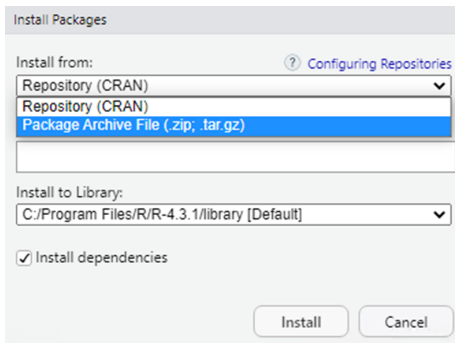 Install Packages
Install from:
? Configuring Repositories
Repository (CRAN)
Repository (CRAN)
Package Archive File (.zip; .tar.gz)
Install to Library:
C:/Program Files/R/R-4.3.1/library [Default]
Install dependencies
Install
Cancel